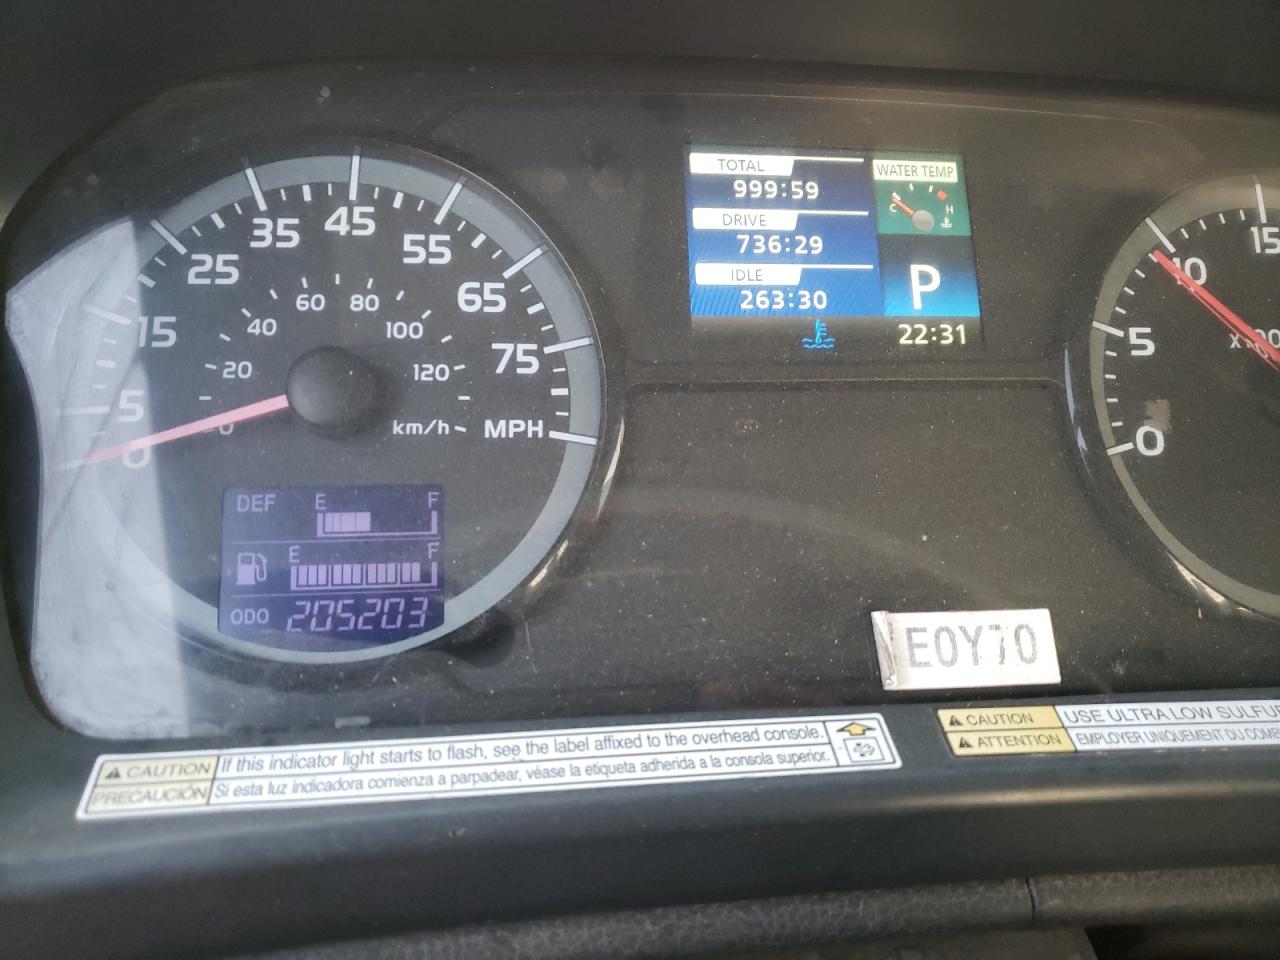 5
15
25
35
45
55
65
75
MPH
0
20
40
60
80
100
120
km/h
0
DEF E F
E F
ODO 205203
TOTAL
999:59
DRIVE
736:29
IDLE
263:30
WATER TEMP
C H
P
22:31
0
5
10
15
E0Y70
CAUTION If this indicator light starts to flash, see the label affixed to the overhead console.
PRECAUCIÓN Si esta luz indicadora comienza a parpadear, véase la etiqueta adherida a la consola superior.
CAUTION USE ULTRA LOW SULFUR
ATTENTION EMPLOYER UNIQUEMENT DU